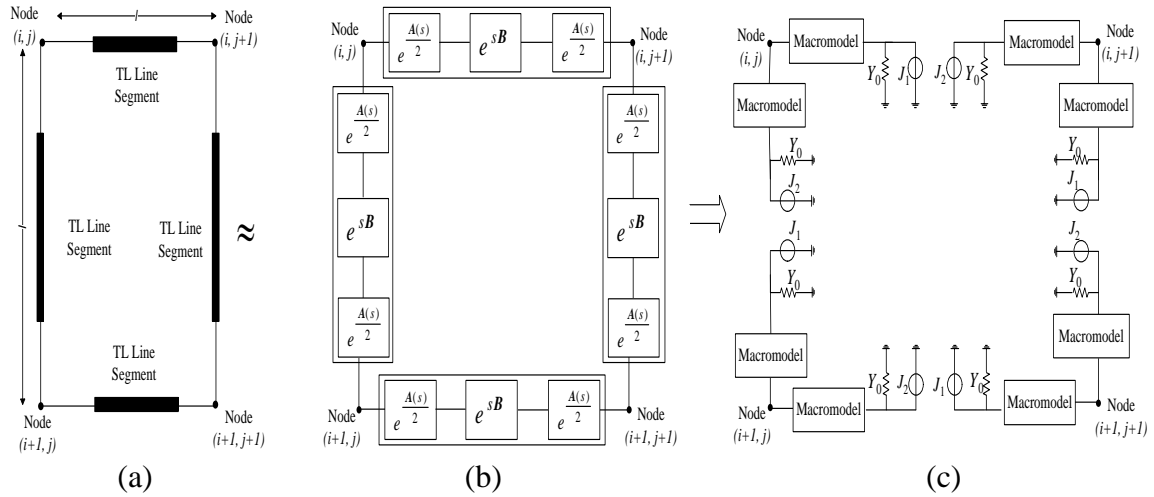 Node
(i, j)
l
Node
(i, j+1)
TL Line
Segment
l
TL Line
Segment
TL Line
Segment
TL Line
Segment
Node
(i+1, j)
Node
(i+1, j+1)
(a)
≈
Node
(i, j)
e^{A(s)/2}
e^{sB}
e^{A(s)/2}
Node
(i, j+1)
e^{A(s)/2}
e^{sB}
e^{A(s)/2}
e^{A(s)/2}
e^{sB}
e^{A(s)/2}
Node
(i+1, j)
e^{A(s)/2}
e^{sB}
e^{A(s)/2}
Node
(i+1, j+1)
(b)
Node
(i, j)
Macromodel
Y0
J1
J2
Y0
Macromodel
Node
(i, j+1)
Macromodel
Y0
J2
J1
Y0
Macromodel
Macromodel
Y0
J1
J2
Y0
Macromodel
Node
(i+1, j)
Macromodel
Y0
J2
J1
Y0
Macromodel
Node
(i+1, j+1)
(c)